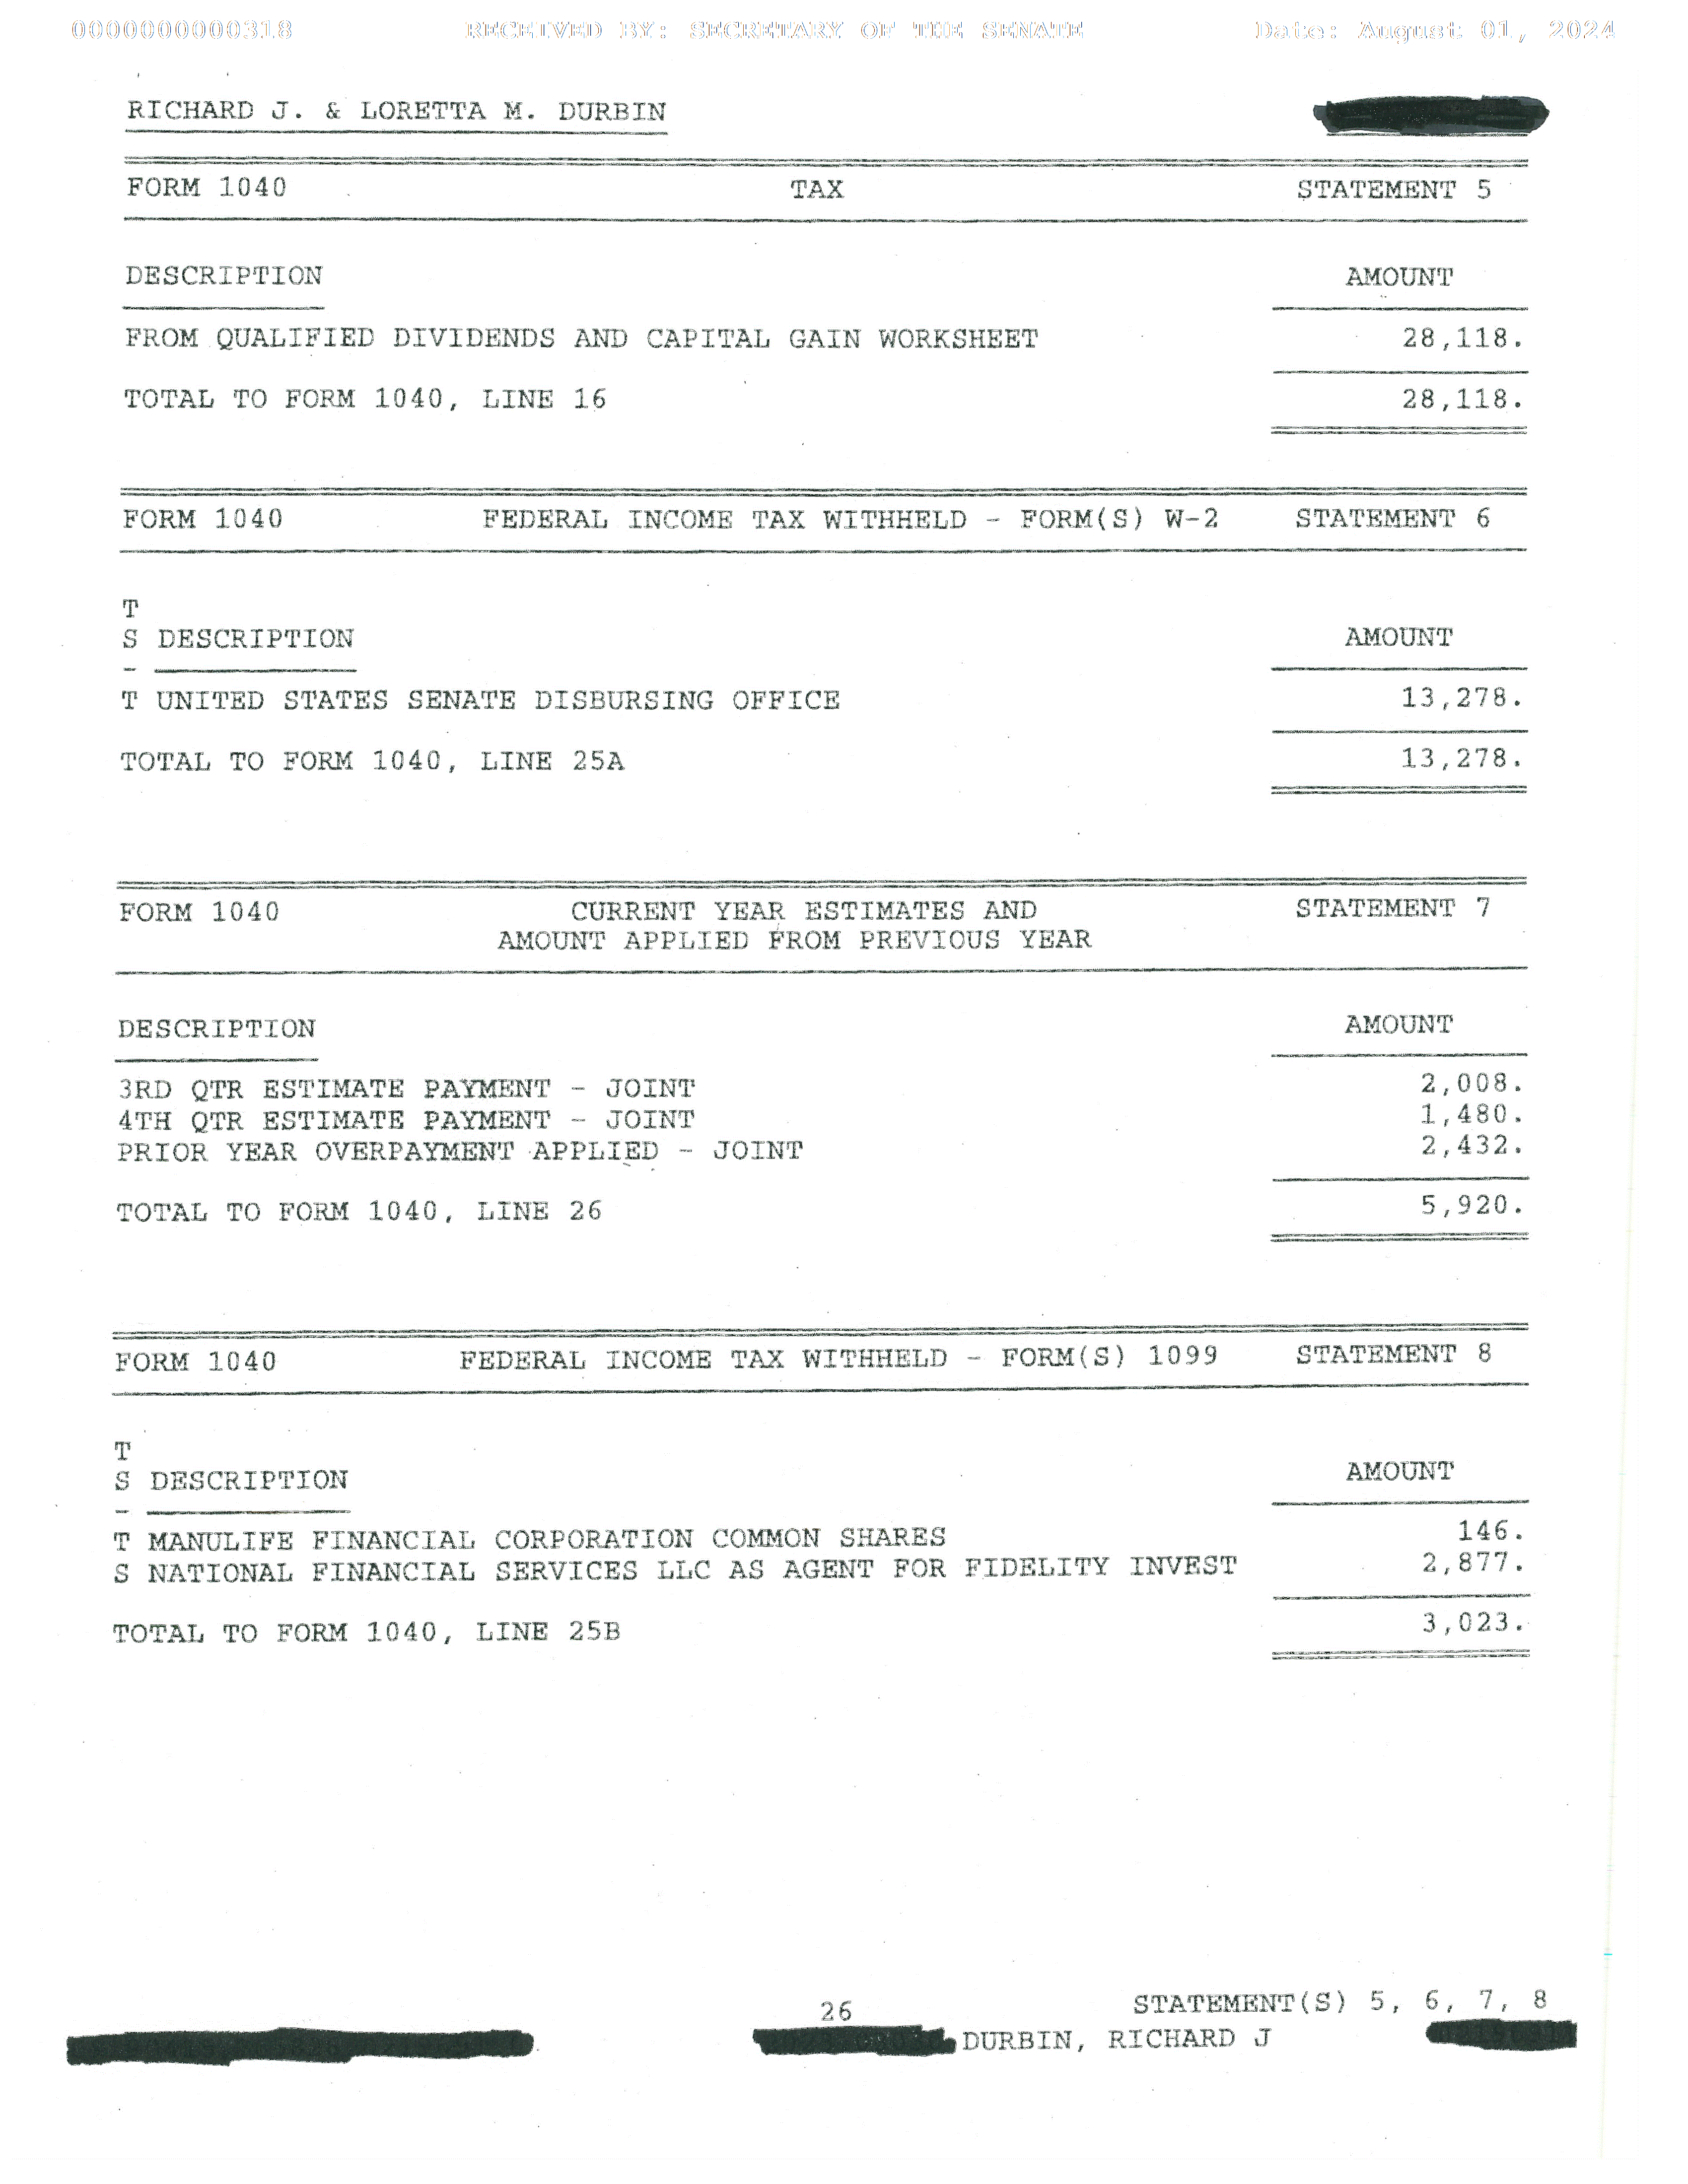 0000000000318 RECEIVED BY: SECRETARY OF THE SENATE Date: August 01, 2024
RICHARD J. & LORETTA M. DURBIN
FORM 1040 TAX STATEMENT 5
DESCRIPTION AMOUNT
FROM QUALIFIED DIVIDENDS AND CAPITAL GAIN WORKSHEET 28,118.
TOTAL TO FORM 1040, LINE 16 28,118.
FORM 1040 FEDERAL INCOME TAX WITHHELD - FORM(S) W-2 STATEMENT 6
T
S DESCRIPTION AMOUNT
T UNITED STATES SENATE DISBURSING OFFICE 13,278.
TOTAL TO FORM 1040, LINE 25A 13,278.
FORM 1040 CURRENT YEAR ESTIMATES AND STATEMENT 7
AMOUNT APPLIED FROM PREVIOUS YEAR
DESCRIPTION AMOUNT
3RD QTR ESTIMATE PAYMENT - JOINT 2,008.
4TH QTR ESTIMATE PAYMENT - JOINT 1,480.
PRIOR YEAR OVERPAYMENT APPLIED - JOINT 2,432.
TOTAL TO FORM 1040, LINE 26 5,920.
FORM 1040 FEDERAL INCOME TAX WITHHELD - FORM(S) 1099 STATEMENT 8
T
S DESCRIPTION AMOUNT
T MANULIFE FINANCIAL CORPORATION COMMON SHARES 146.
S NATIONAL FINANCIAL SERVICES LLC AS AGENT FOR FIDELITY INVEST 2,877.
TOTAL TO FORM 1040, LINE 25B 3,023.
26 STATEMENT(S) 5, 6, 7, 8
DURBIN, RICHARD J